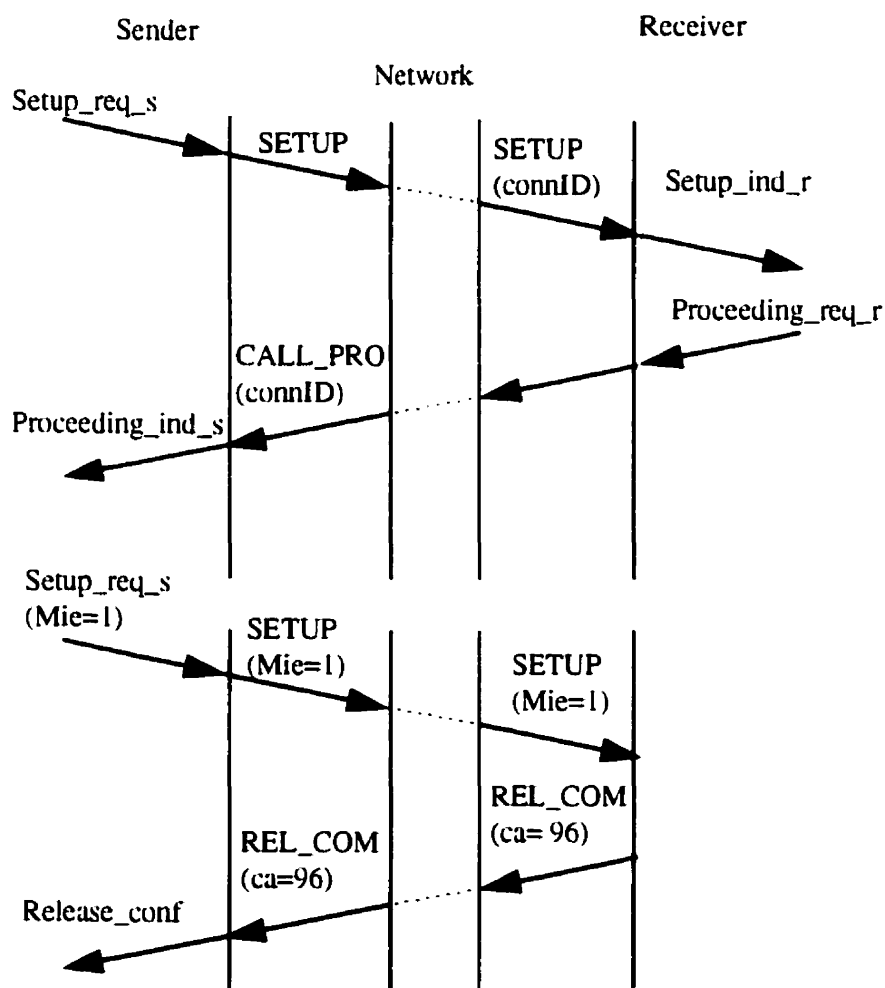 Sender
Receiver
Network
Setup_req_s
SETUP
SETUP
(connID)
Setup_ind_r
Proceeding_req_r
CALL_PRO
(connID)
Proceeding_ind_s
Setup_req_s
(Mie=1)
SETUP
(Mie=1)
SETUP
(Mie=1)
REL_COM
(ca= 96)
REL_COM
(ca=96)
Release_conf